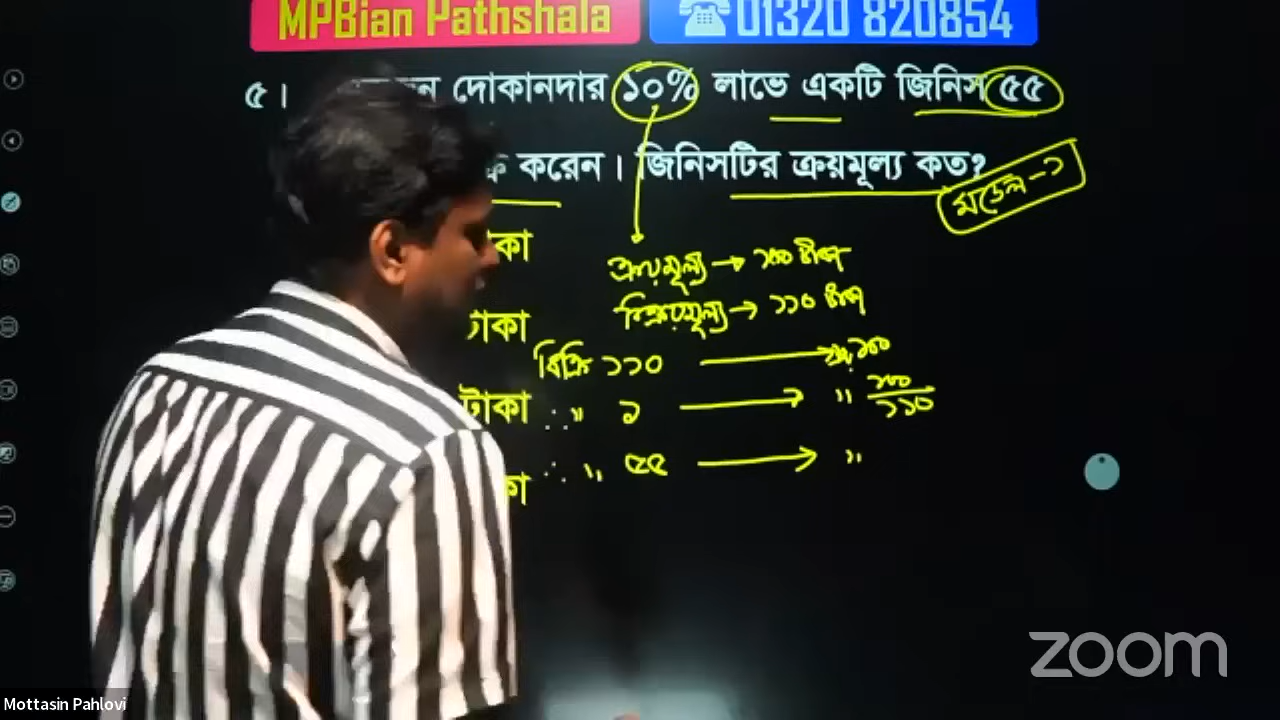 MPBian Pathshala ☎01320 820854
৫। দোকানদার ১০% লাভে একটি জিনিস ৫৫
করেন। জিনিসটির ক্রয়মূল্য কত?
মডেল-১
ক্রয়মূল্য → ১০০ টাকা
বিক্রয়মূল্য → ১১০ টাকা
টাকা
বিক্রি ১১০ → ১০০
টাকা ∴ " ১ → " ১০০/১১০
∴ " ৫৫ → "
zoom
Mottasin Pahlovi